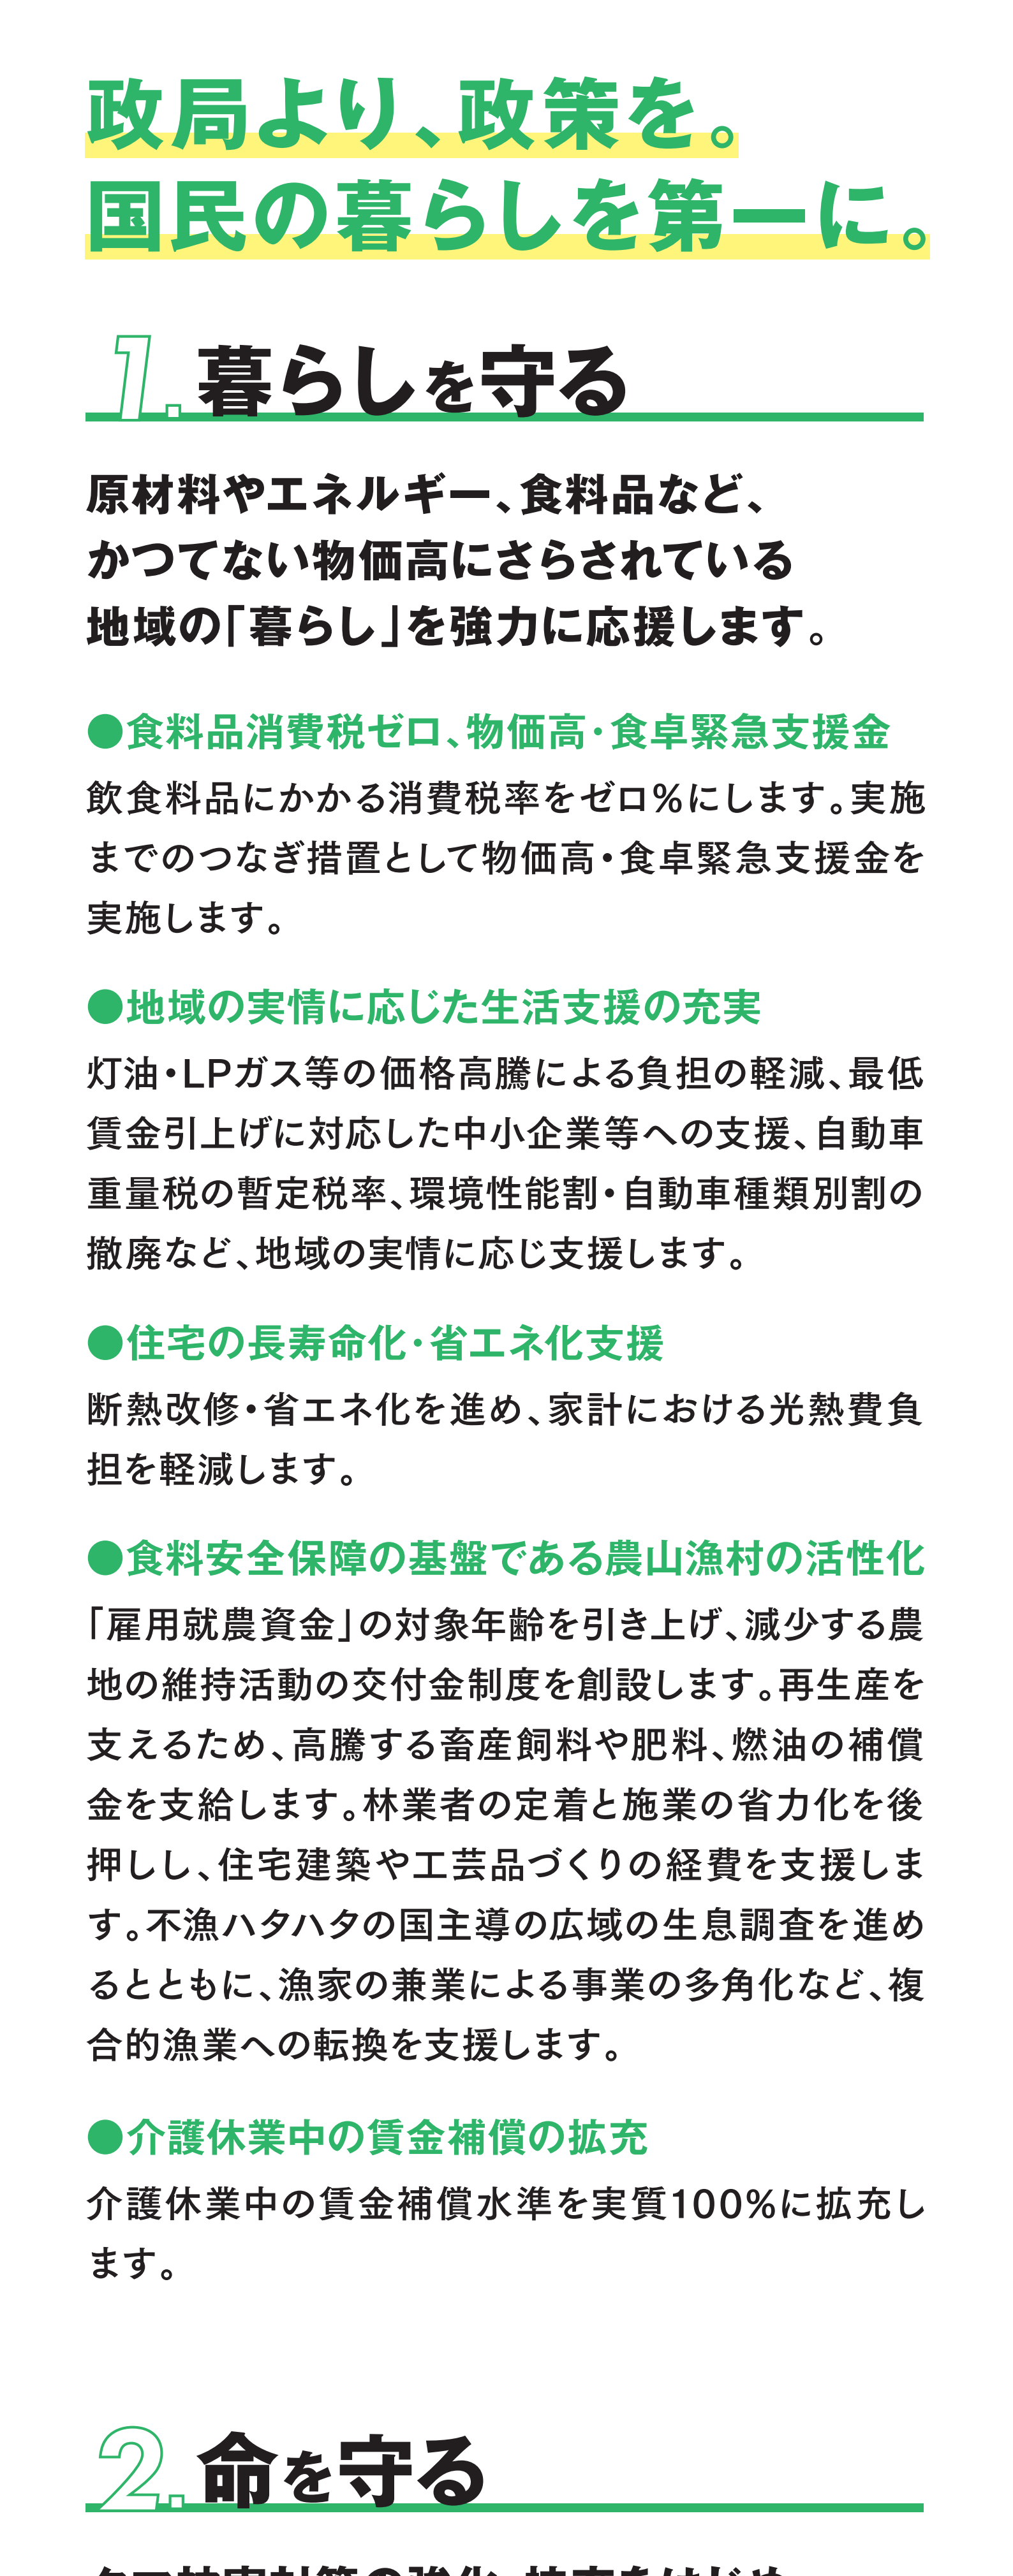 政局より、政策を。
国民の暮らしを第一に。
1.暮らしを守る
原材料やエネルギー、食料品など、
かつてない物価高にさらされている
地域の「暮らし」を強力に応援します。
●食料品消費税ゼロ、物価高・食卓緊急支援金
飲食料品にかかる消費税率をゼロ%にします。実施
までのつなぎ措置として物価高・食卓緊急支援金を
実施します。
●地域の実情に応じた生活支援の充実
灯油・LPガス等の価格高騰による負担の軽減、最低
賃金引上げに対応した中小企業等への支援、自動車
重量税の暫定税率、環境性能割・自動車種類別割の
撤廃など、地域の実情に応じ支援します。
●住宅の長寿命化・省エネ化支援
断熱改修・省エネ化を進め、家計における光熱費負
担を軽減します。
●食料安全保障の基盤である農山漁村の活性化
「雇用就農資金」の対象年齢を引き上げ、減少する農
地の維持活動の交付金制度を創設します。再生産を
支えるため、高騰する畜産飼料や肥料、燃油の補償
金を支給します。林業者の定着と施業の省力化を後
押しし、住宅建築や工芸品づくりの経費を支援しま
す。不漁ハタハタの国主導の広域の生息調査を進め
るとともに、漁家の兼業による事業の多角化など、複
合的漁業への転換を支援します。
●介護休業中の賃金補償の拡充
介護休業中の賃金補償水準を実質100%に拡充し
ます。
2.命を守る